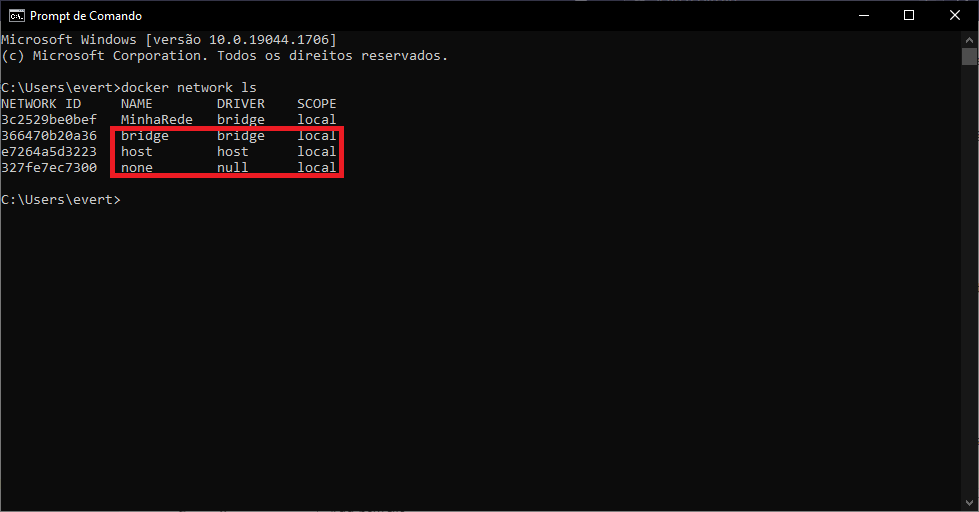 Prompt de Comando
Microsoft Windows [versão 10.0.19044.1706]
(c) Microsoft Corporation. Todos os direitos reservados.
C:\Users\evert>docker network ls
NETWORK ID     NAME        DRIVER    SCOPE
3c2529be0bef   MinhaRede   bridge    local
366470b20a36   bridge      bridge    local
e7264a5d3223   host        host      local
327fe7ec7300   none        null      local
C:\Users\evert>